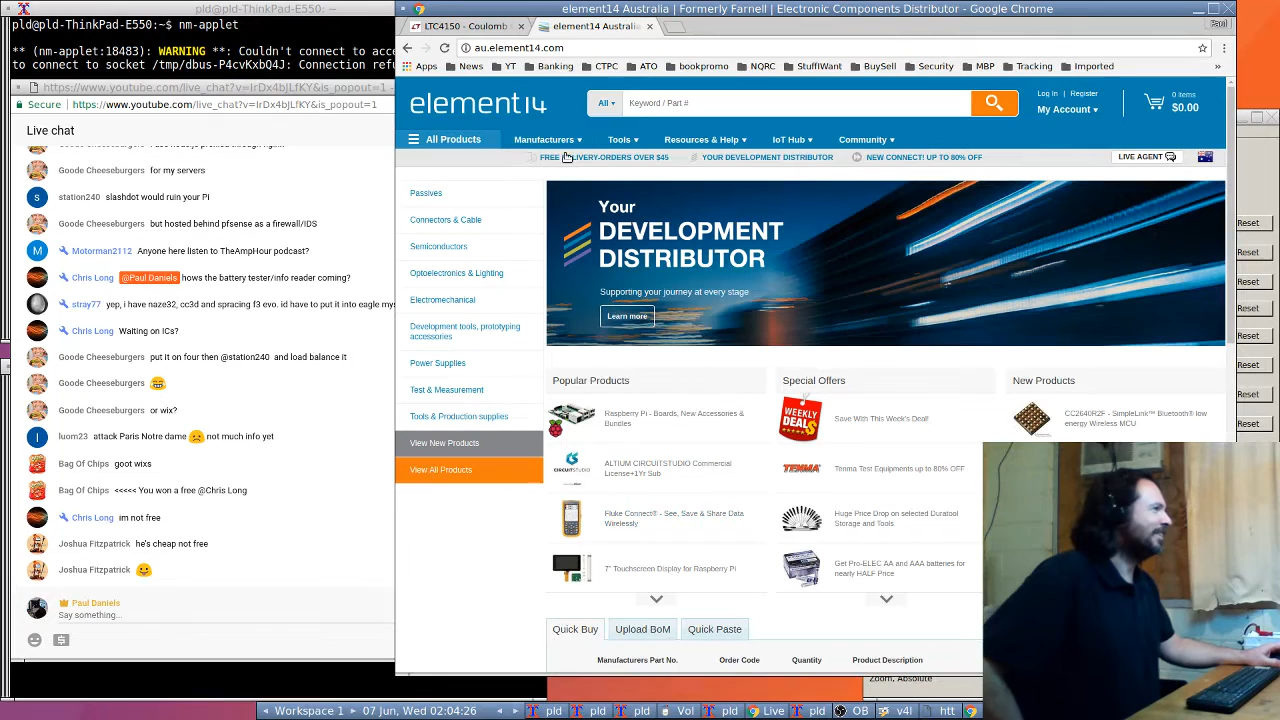 pld@pld-ThinkPad-E550: ~
pld@pld-ThinkPad-E550:~$ nm-applet
** (nm-applet:18483): WARNING **: Couldn't connect to acce
to connect to socket /tmp/dbus-P4cvKxbQ4J: Connection refu
https://www.youtube.com/live_chat?v=IrDx4bJLfKY&is_popout=1 -
Secure
https://www.youtube.com/live_chat?v=IrDx4bJLfKY&is_popout=1
Live chat
Goode Cheeseburgers for my servers
S station240 slashdot would ruin your Pi
Goode Cheeseburgers but hosted behind pfsense as a firewall/IDS
M Motorman2112 Anyone here listen to TheAmpHour podcast?
Chris Long @Paul Daniels hows the battery tester/info reader coming?
stray77 yep, i have naze32, cc3d and spracing f3 evo. id have to put it into eagle mys
Chris Long Waiting on ICs?
Goode Cheeseburgers put it on four then @station240 and load balance it
Goode Cheeseburgers 😄
Goode Cheeseburgers or wix?
I luom23 attack Paris Notre dame ☹ not much info yet
Bag Of Chips goot wixs
Bag Of Chips <<<<< You won a free @Chris Long
Chris Long im not free
Joshua Fitzpatrick he's cheap not free
Joshua Fitzpatrick 🙂
Paul Daniels
Say something...
element14 Australia | Formerly Farnell | Electronic Components Distributor - Google Chrome
LTC4150 - Coulomb
element14 Australia
Paul
au.element14.com
Apps News YT Banking CTPC ATO bookpromo NQRC StuffIWant BuySell Security MBP Tracking Imported »
element14
All
Keyword / Part #
Log In | Register
My Account
0 items
$0.00
All Products Manufacturers Tools Resources & Help IoT Hub Community
YOUR DEVELOPMENT DISTRIBUTOR
NEW CONNECT! UP TO 80% OFF
LIVE AGENT
Passives
Connectors & Cable
Semiconductors
Optoelectronics & Lighting
Electromechanical
Development tools, prototyping
accessories
Power Supplies
Test & Measurement
Tools & Production supplies
View New Products
View All Products
Your
DEVELOPMENT
DISTRIBUTOR
Supporting your journey at every stage
Learn more
Popular Products
Raspberry Pi - Boards, New Accessories &
Bundles
CIRCUITSTUDIO
ALTIUM CIRCUITSTUDIO Commercial
License+1Yr Sub
Fluke Connect® - See, Save & Share Data
Wirelessly
7" Touchscreen Display for Raspberry Pi
Special Offers
WEEKLY
DEALS
Save With This Week's Deal!
TENMA
Tenma Test Equipments up to 80% OFF
Huge Price Drop on selected Duratool
Storage and Tools
Get Pro-ELEC AA and AAA batteries for
nearly HALF Price
New Products
CC2640R2F - SimpleLink™ Bluetooth® low
energy Wireless MCU
Quick Buy Upload BoM Quick Paste
Manufacturers Part No. Order Code Quantity Product Description
Reset
Reset
Reset
Reset
Reset
Reset
Reset
Reset
Zoom, Absolute
Workspace 1
07 Jun, Wed 02:04:26
pld pld Vol pld Live pld OB v4l htt